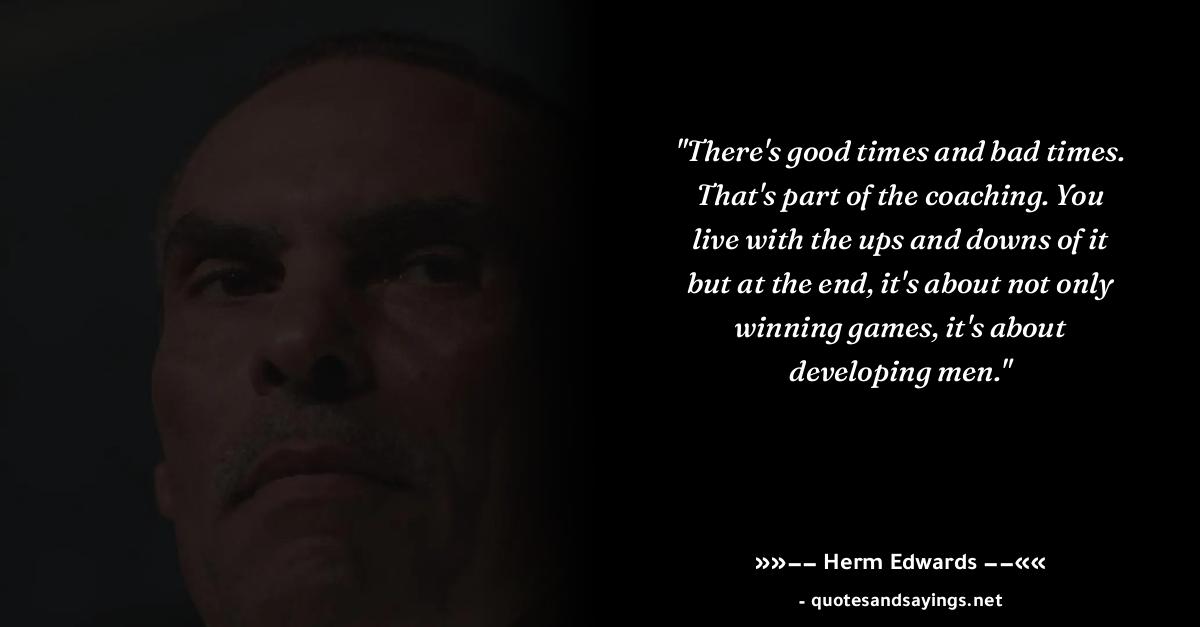 "There's good times and bad times.
That's part of the coaching. You
live with the ups and downs of it
but at the end, it's about not only
winning games, it's about
developing men."
»»−− Herm Edwards −−««
- quotesandsayings.net